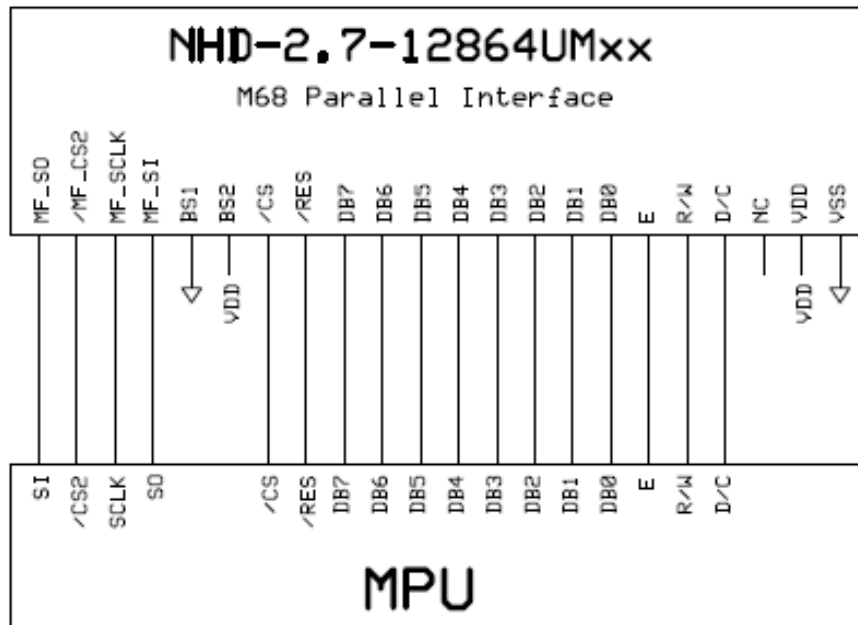 NHD-2.7-12864UMxx
M68 Parallel Interface
MF_SO /MF_CS2 MF_SCLK MF_SI BS1 BS2 /CS /RES DB7 DB6 DB5 DB4 DB3 DB2 DB1 DB0 E R/W D/C NC VDD VSS
VDD VDD
SI /CS2 SCLK SO /CS /RES DB7 DB6 DB5 DB4 DB3 DB2 DB1 DB0 E R/W D/C
MPU